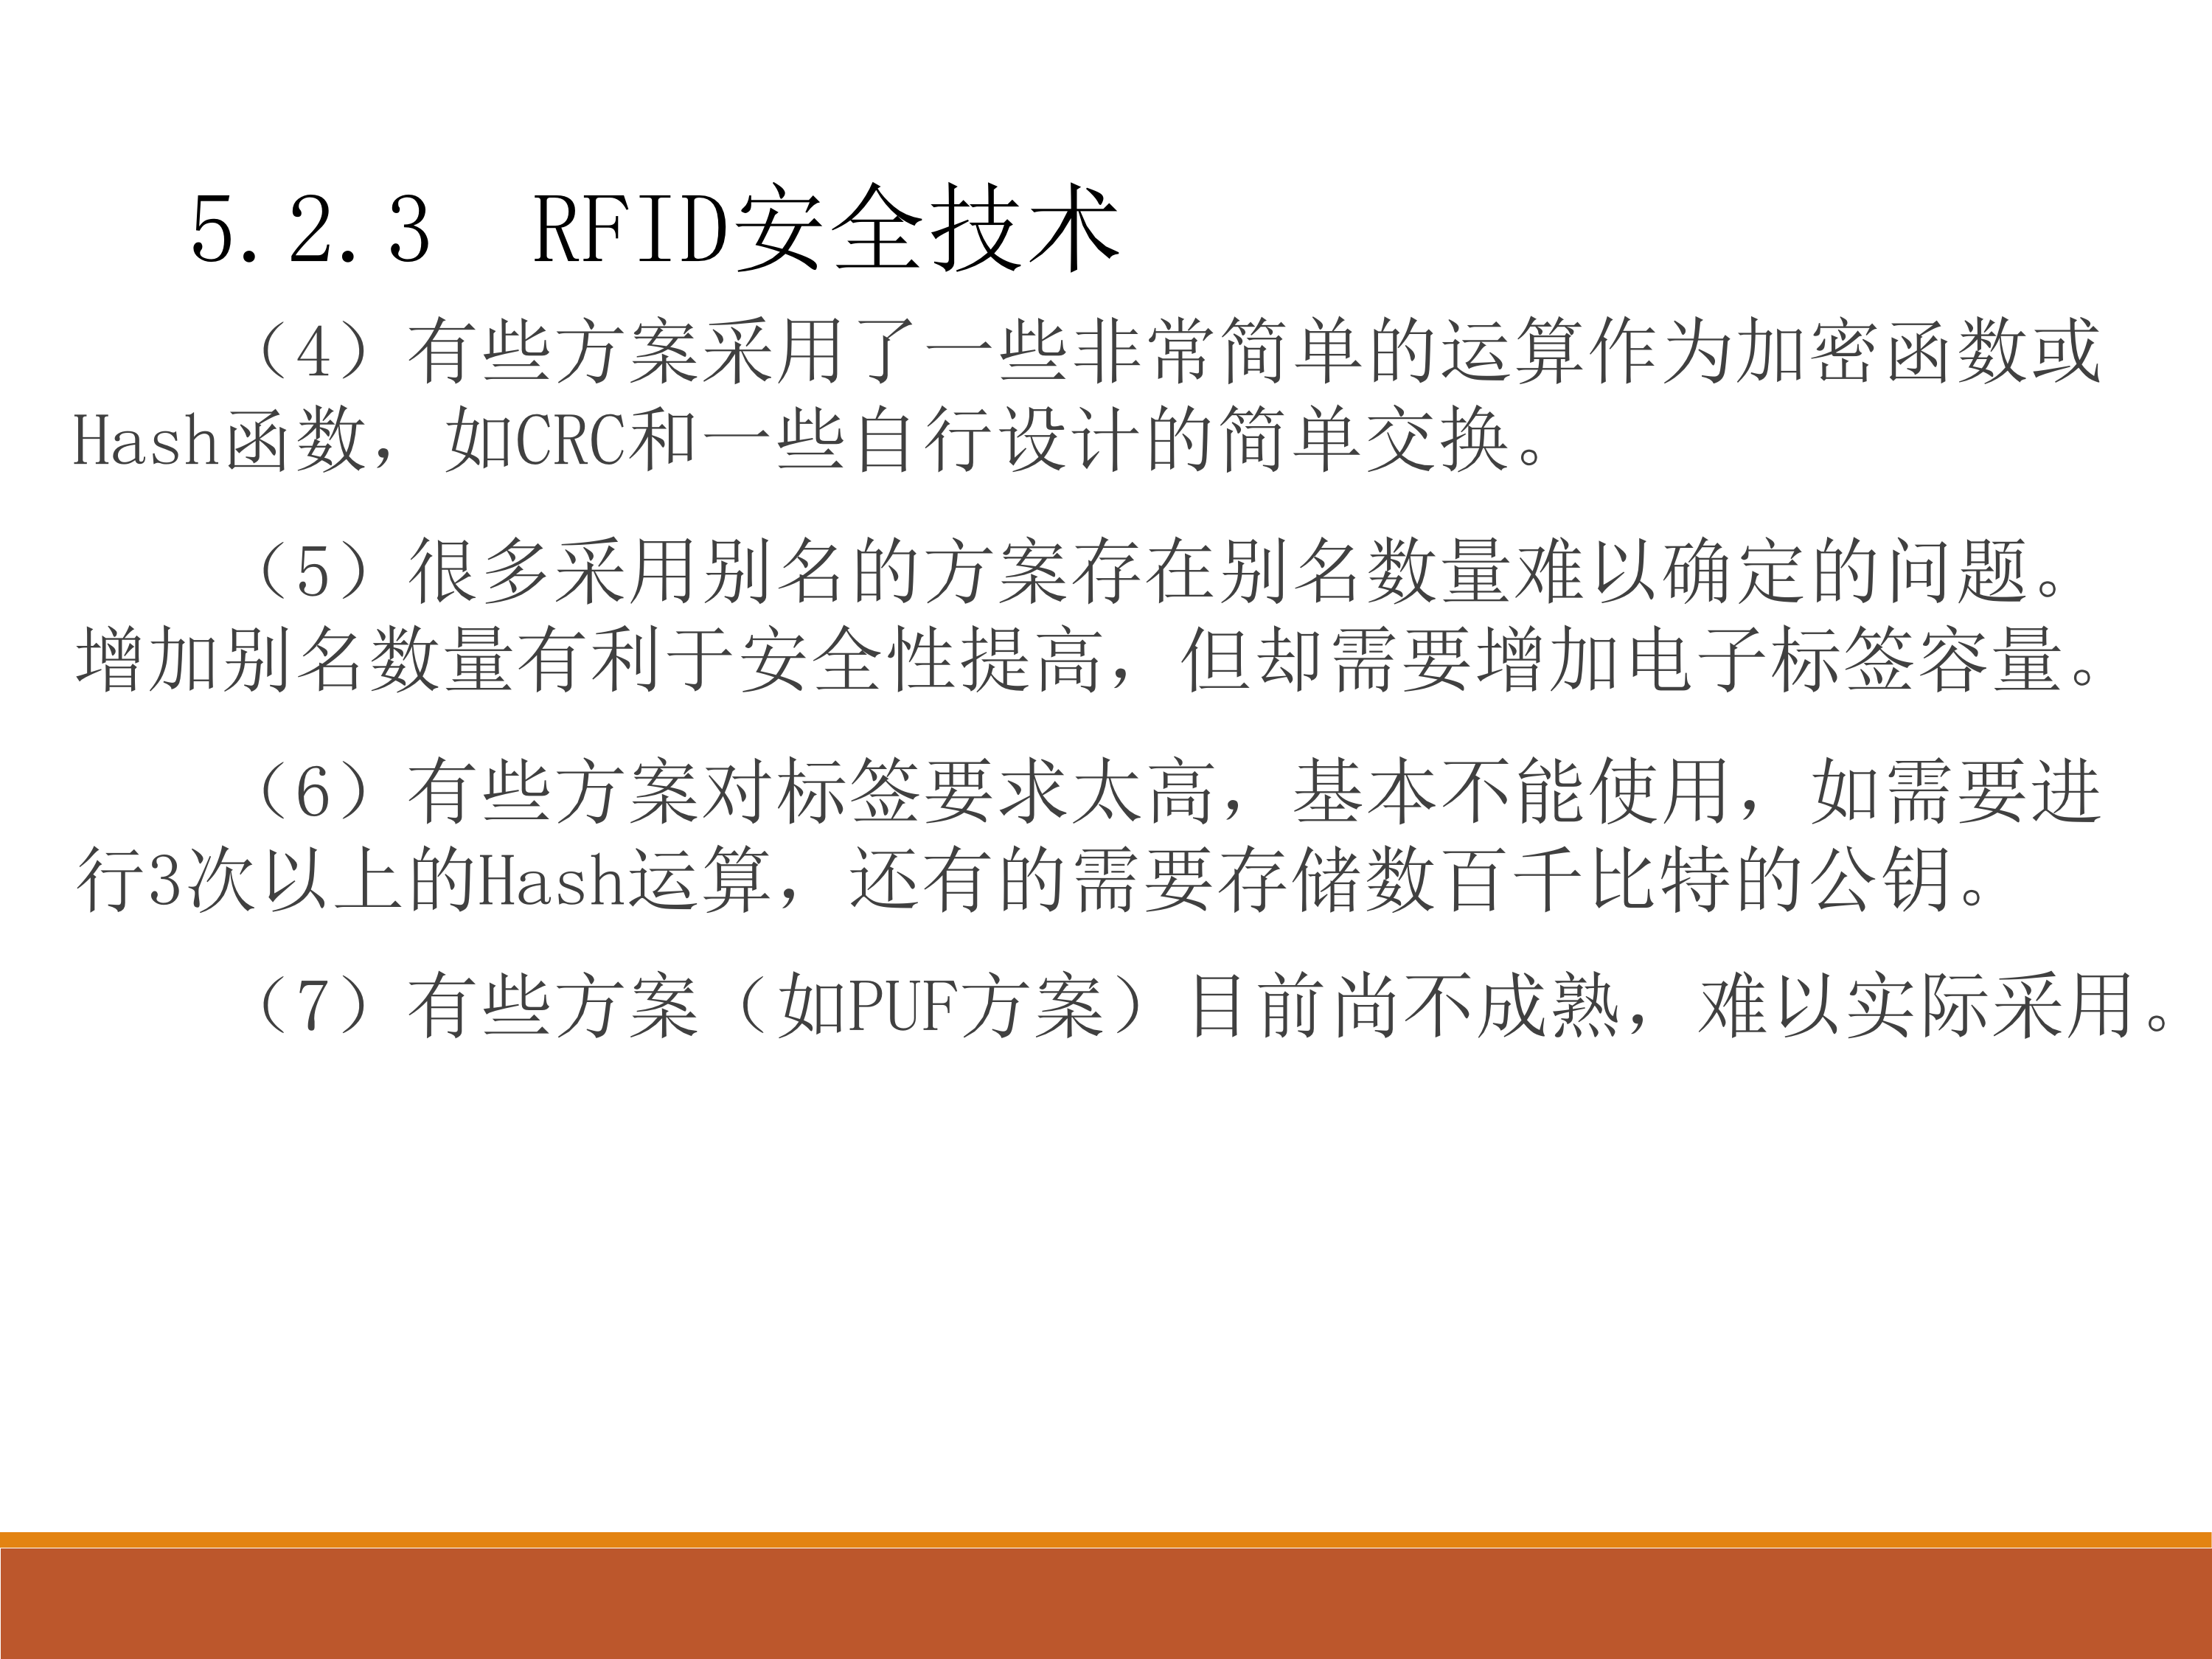 5.2.3 RFID安全技术
（4）有些方案采用了一些非常简单的运算作为加密函数或
Hash函数，如CRC和一些自行设计的简单交换。
（5）很多采用别名的方案存在别名数量难以确定的问题。
增加别名数量有利于安全性提高，但却需要增加电子标签容量。
（6）有些方案对标签要求太高，基本不能使用，如需要进
行3次以上的Hash运算，还有的需要存储数百千比特的公钥。
（7）有些方案（如PUF方案）目前尚不成熟，难以实际采用。